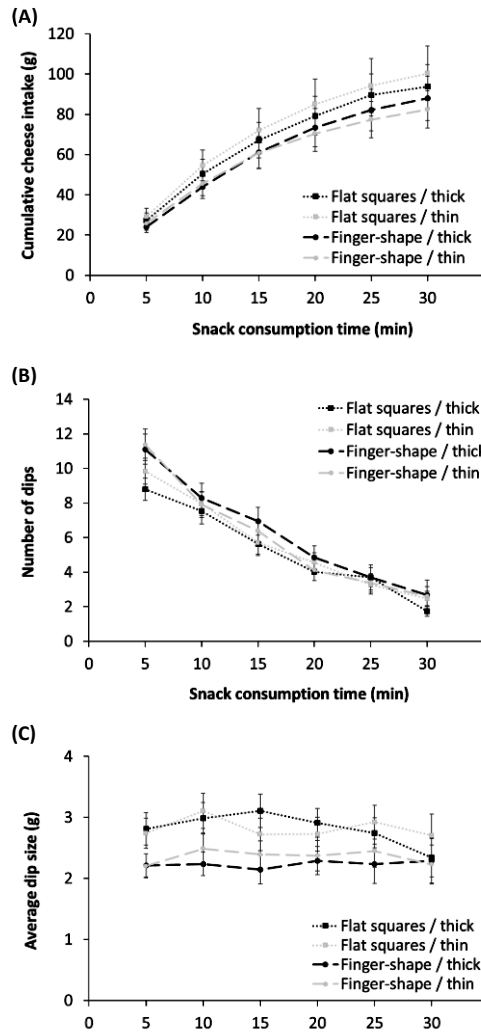 (A)
Cumulative cheese intake (g)
120
100
80
60
40
20
0
Flat squares / thick
Flat squares / thin
Finger-shape / thick
Finger-shape / thin
0 5 10 15 20 25 30
Snack consumption time (min)
(B)
Number of dips
14
12
10
8
6
4
2
0
Flat squares / thick
Flat squares / thin
Finger-shape / thick
Finger-shape / thin
0 5 10 15 20 25 30
Snack consumption time (min)
(C)
Average dip size (g)
4
3
2
1
0
Flat squares / thick
Flat squares / thin
Finger-shape / thick
Finger-shape / thin
0 5 10 15 20 25 30